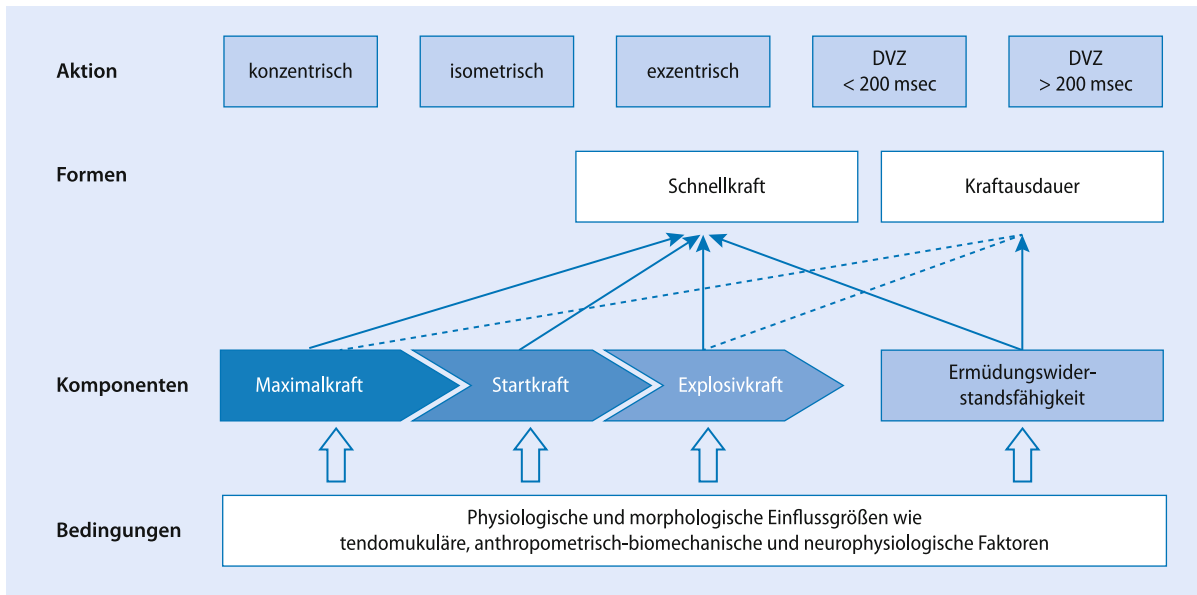 Aktion
konzentrisch
isometrisch
exzentrisch
DVZ
< 200 msec
DVZ
> 200 msec
Formen
Schnellkraft
Kraftausdauer
Komponenten
Maximalkraft
Startkraft
Explosivkraft
Ermüdungswider-
standsfähigkeit
Bedingungen
Physiologische und morphologische Einflussgrößen wie
tendomukuläre, anthropometrisch-biomechanische und neurophysiologische Faktoren